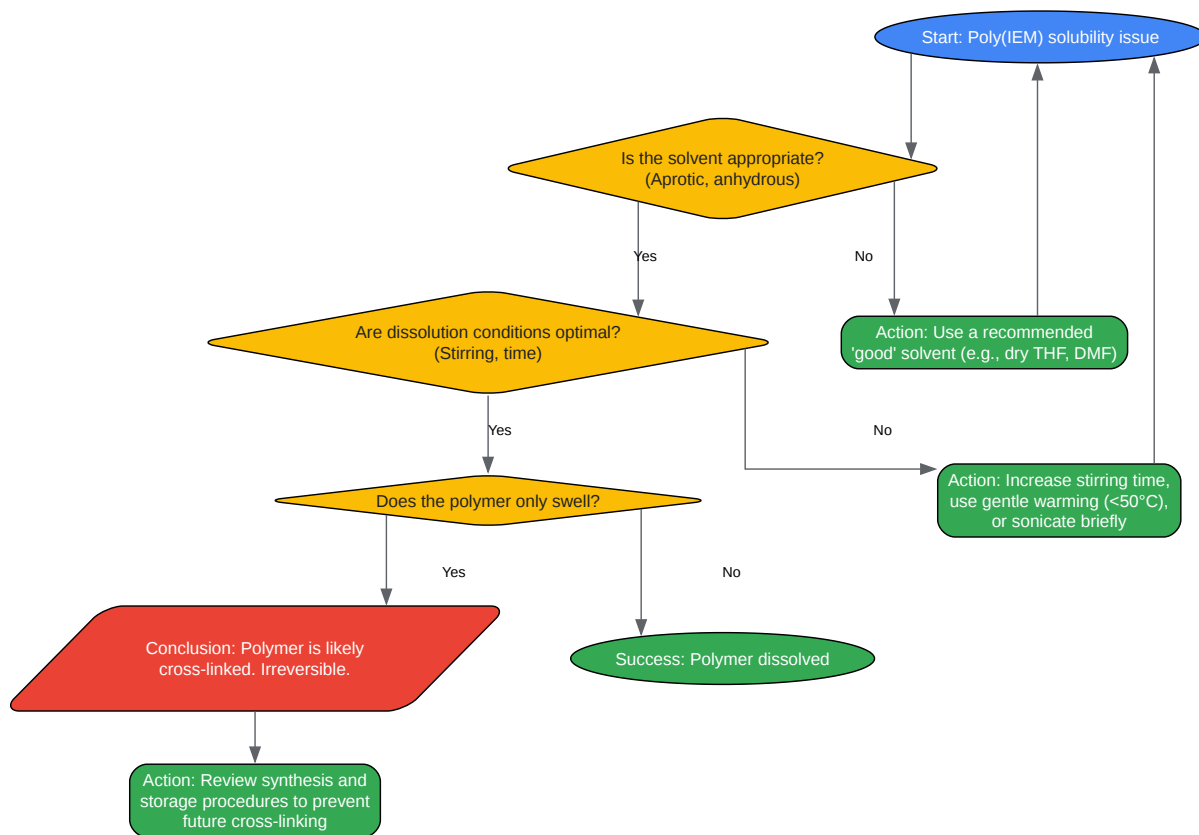 Start: Poly(IEM) solubility issue
Is the solvent appropriate?
(Aprotic, anhydrous)
Yes
No
Are dissolution conditions optimal?
(Stirring, time)
Action: Use a recommended
'good' solvent (e.g., dry THF, DMF)
Yes
No
Action: Increase stirring time,
use gentle warming (<50°C),
or sonicate briefly
Does the polymer only swell?
Yes
No
Conclusion: Polymer is likely
cross-linked. Irreversible.
Success: Polymer dissolved
Action: Review synthesis and
storage procedures to prevent
future cross-linking